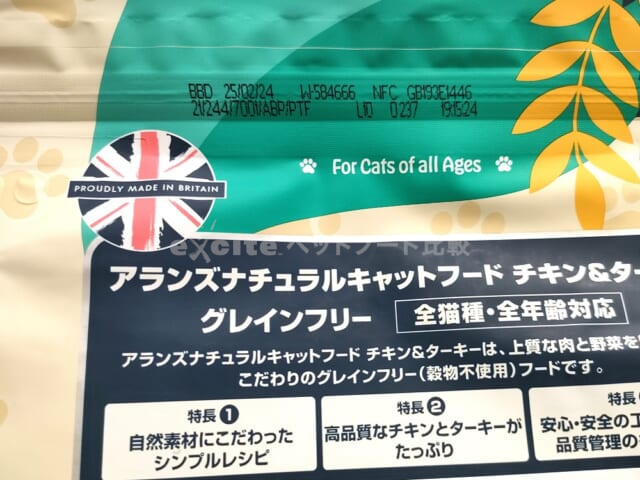 BBD 25/02/24 W-584666 NFC GB193E1446
L10 0237 19:15:24
For Cats of all Ages
PROUDLY MADE IN BRITAIN
excite ペットフード比較
アランズナチュラルキャットフード チキン&ター
グレインフリー 全猫種・全年齢対応
アランズナチュラルキャットフード チキン&ターキーは、上質な肉と野菜を
こだわりのグレインフリー(穀物不使用)フードです。
特長❶
自然素材にこだわった
シンプルレシピ
特長❷
高品質なチキンとターキーが
たっぷり
特長
安心・安全の工
品質管理の